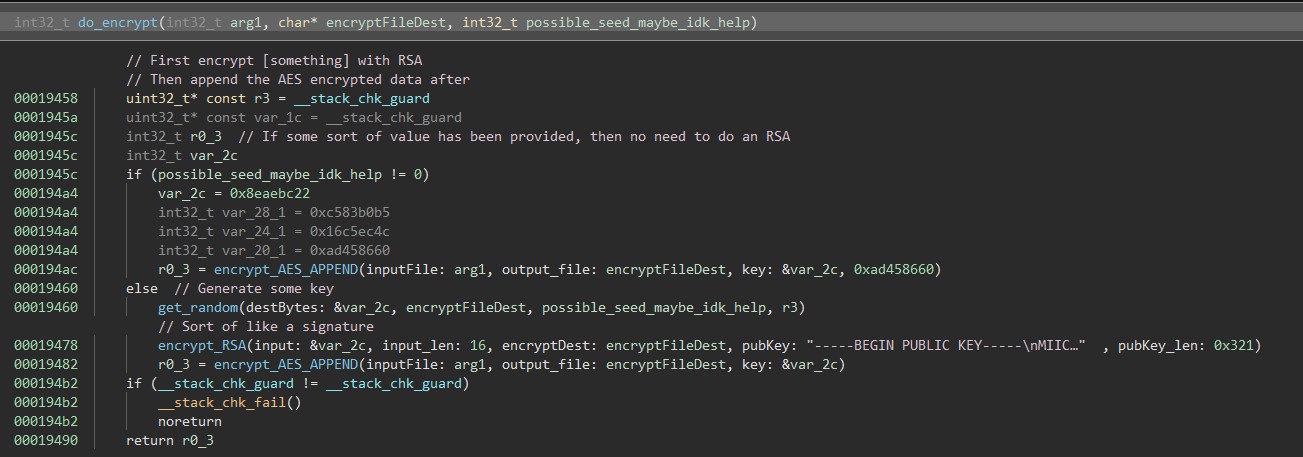 int32_t do_encrypt(int32_t arg1, char* encryptFileDest, int32_t possible_seed_maybe_idk_help)
// First encrypt [something] with RSA
// Then append the AES encrypted data after
00019458 uint32_t* const r3 = __stack_chk_guard
0001945a uint32_t* const var_1c = __stack_chk_guard
0001945c int32_t r0_3 // If some sort of value has been provided, then no need to do an RSA
0001945c int32_t var_2c
0001945c if (possible_seed_maybe_idk_help != 0)
000194a4 var_2c = 0x8eaebc22
000194a4 int32_t var_28_1 = 0xc583b0b5
000194a4 int32_t var_24_1 = 0x16c5ec4c
000194a4 int32_t var_20_1 = 0xad458660
000194ac r0_3 = encrypt_AES_APPEND(inputFile: arg1, output_file: encryptFileDest, key: &var_2c, 0xad458660)
00019460 else // Generate some key
00019460 get_random(destBytes: &var_2c, encryptFileDest, possible_seed_maybe_idk_help, r3)
// Sort of like a signature
00019478 encrypt_RSA(input: &var_2c, input_len: 16, encryptDest: encryptFileDest, pubKey: "-----BEGIN PUBLIC KEY-----\nMIIC…" , pubKey_len: 0x321)
00019482 r0_3 = encrypt_AES_APPEND(inputFile: arg1, output_file: encryptFileDest, key: &var_2c)
000194b2 if (__stack_chk_guard != __stack_chk_guard)
000194b2 __stack_chk_fail()
000194b2 noreturn
00019490 return r0_3